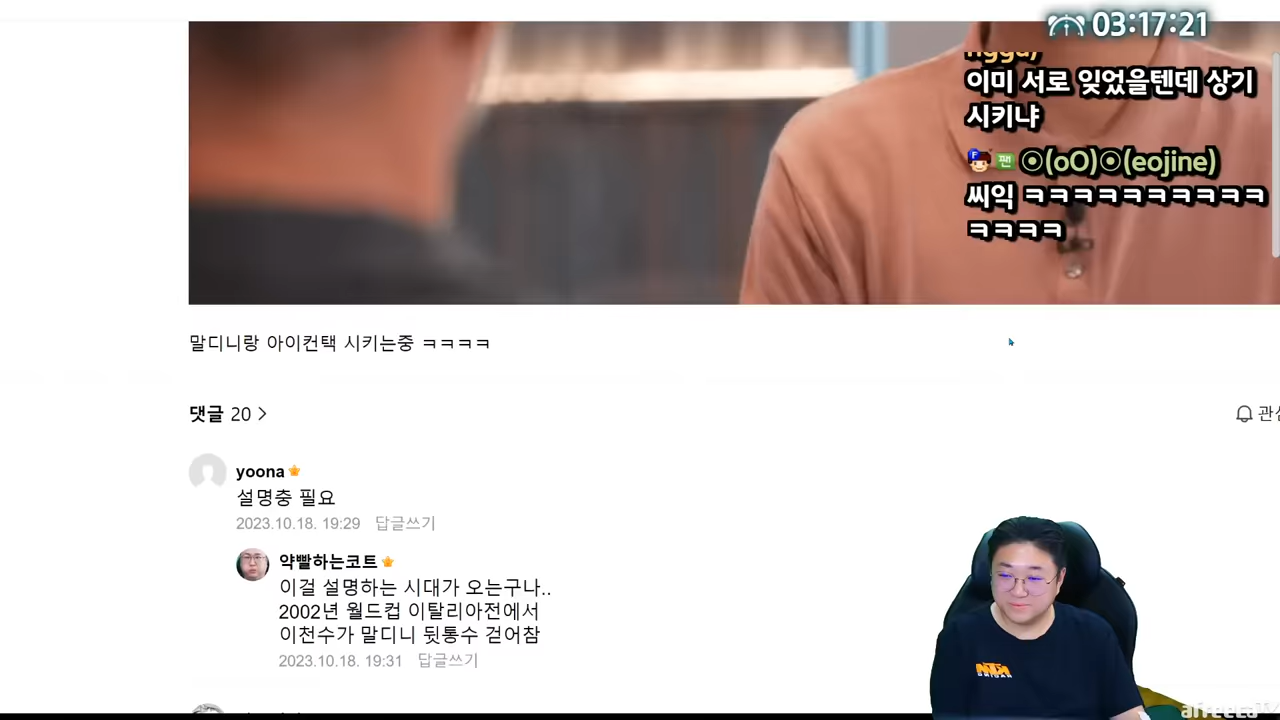 03:17:21
이미 서로 잊었을텐데 상기
시키냐
팬 ⊙(oO)⊙(eojine)
씨익 ㅋㅋㅋㅋㅋㅋㅋㅋㅋㅋ
ㅋㅋㅋㅋ
말디니랑 아이컨택 시키는중 ㅋㅋㅋㅋ
댓글 20 >
yoona
설명충 필요
2023.10.18. 19:29 답글쓰기
약빨하는코트
이걸 설명하는 시대가 오는구나..
2002년 월드컵 이탈리아전에서
이천수가 말디니 뒷통수 걷어참
2023.10.18. 19:31 답글쓰기
afreecaTV